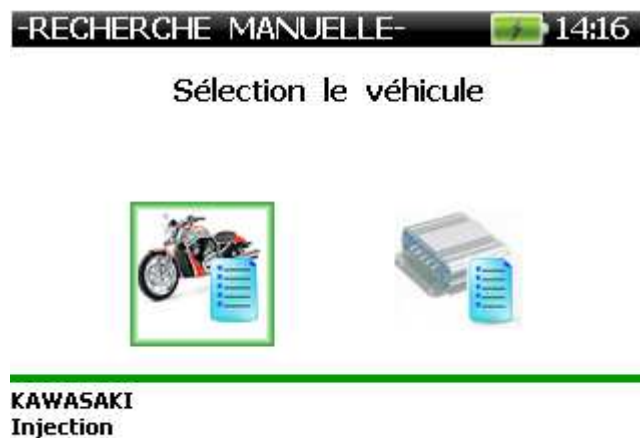 -RECHERCHE MANUELLE- 14:16
Sélection le véhicule
KAWASAKI
Injection